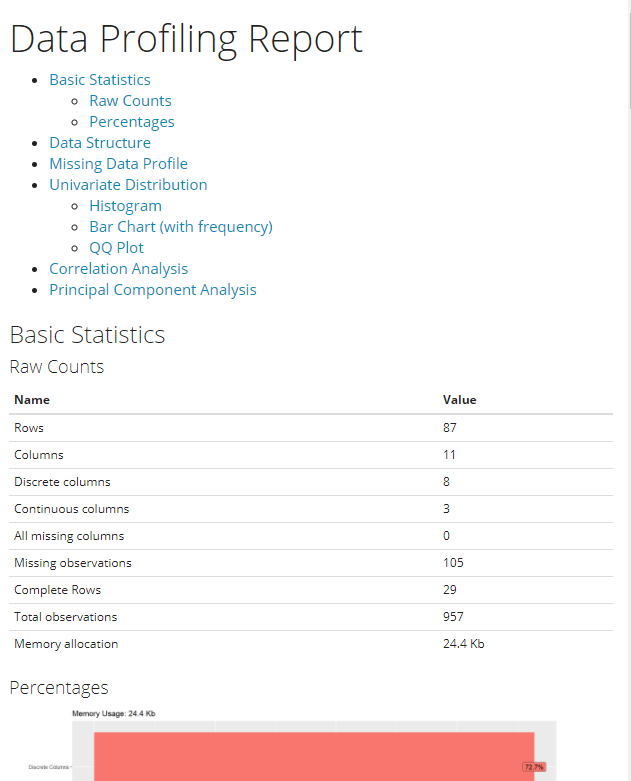 Data Profiling Report
Basic Statistics
Raw Counts
Percentages
Data Structure
Missing Data Profile
Univariate Distribution
Histogram
Bar Chart (with frequency)
QQ Plot
Correlation Analysis
Principal Component Analysis
Basic Statistics
Raw Counts
Name Value
Rows 87
Columns 11
Discrete columns 8
Continuous columns 3
All missing columns 0
Missing observations 105
Complete Rows 29
Total observations 957
Memory allocation 24.4 Kb
Percentages
Memory Usage: 24.4 Kb
Discrete Columns 72.7%